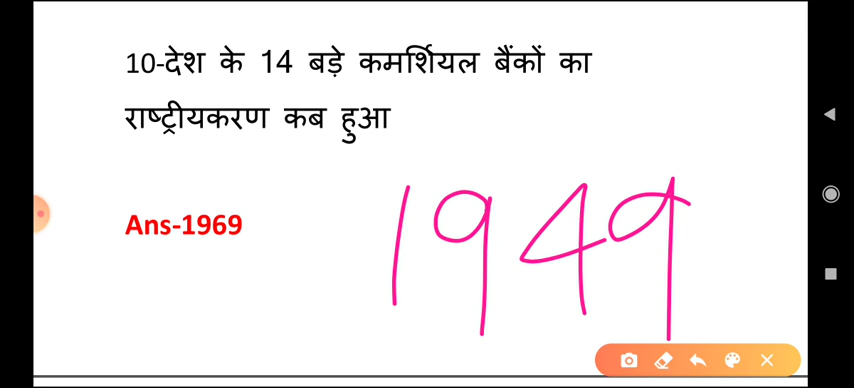 10-देश के 14 बड़े कमर्शियल बैंकों का
राष्ट्रीयकरण कब हुआ
Ans-1969
1949